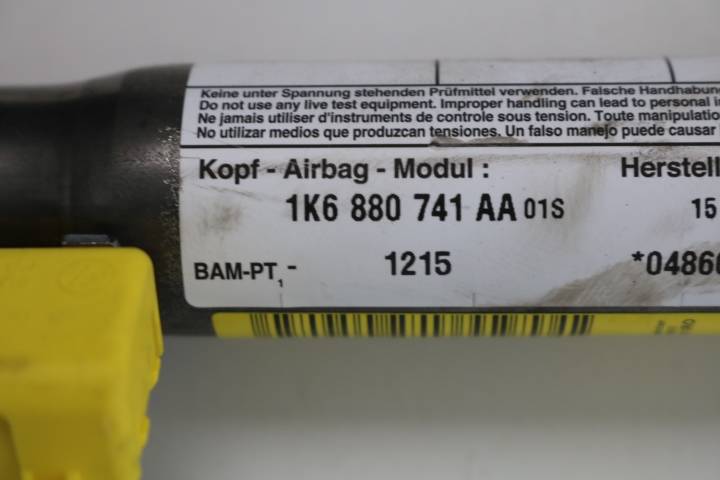 Keine unter Spannung stehenden Prüfmittel verwenden. Falsche Handhabun
Do not use any live test equipment. Improper handling can lead to personal i
Ne jamais utiliser d'instruments de controle sous tension. Toute manipulatio
No utilizar medios que produzcan tensiones. Un falso manejo puede causar
Kopf - Airbag - Modul : Herstell
1K6 880 741 AA 01S 15
BAM-PT,- 1215 *0486